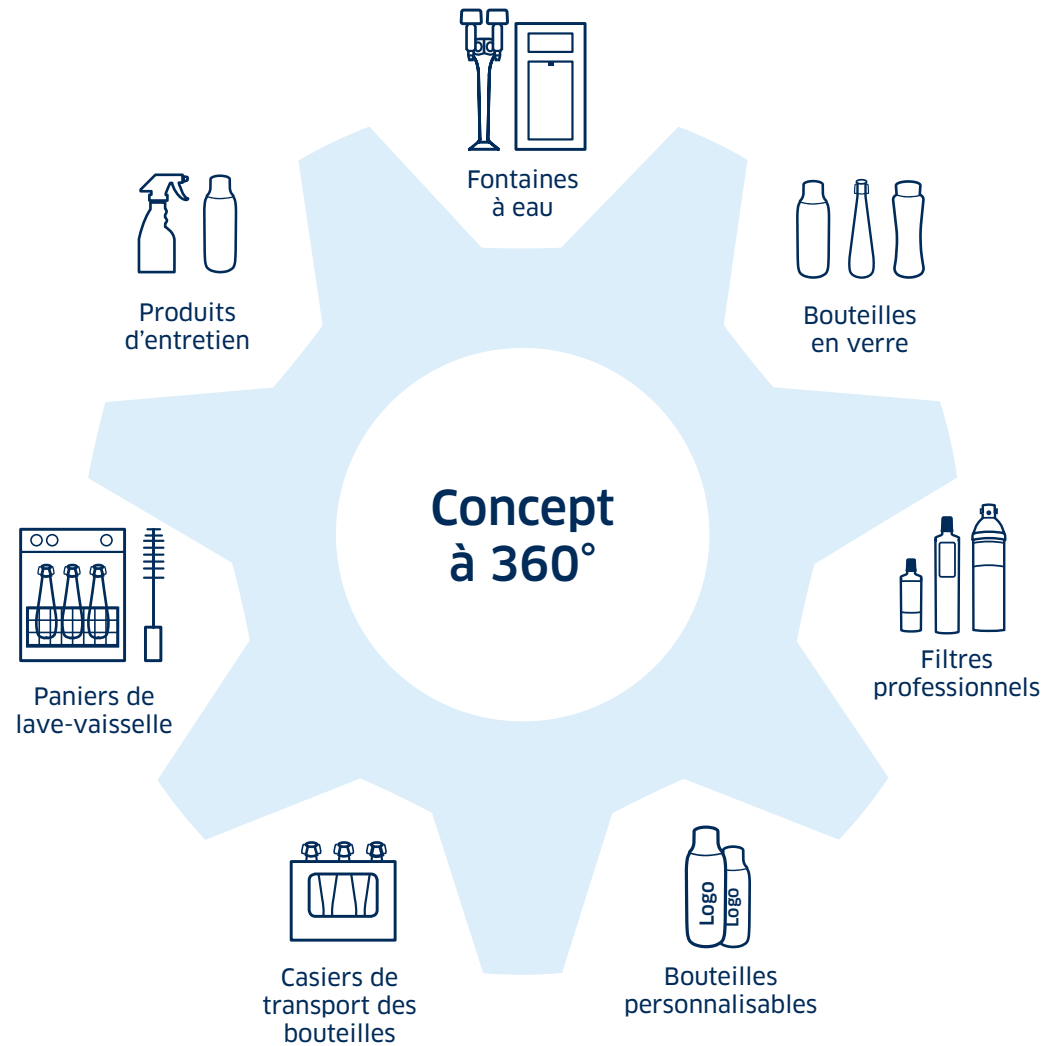 Fontaines
à eau
Bouteilles
en verre
Filtres
professionnels
Logo
Logo
Bouteilles
personnalisables
Casiers de
transport des
bouteilles
Paniers de
lave-vaisselle
Produits
d’entretien
Concept
à 360°